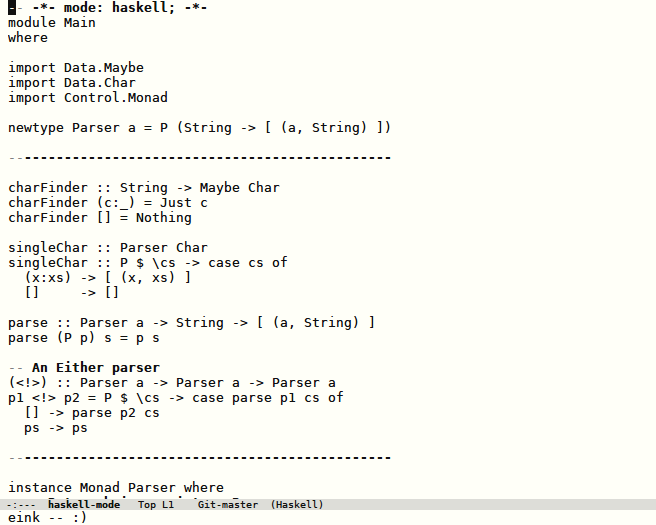 -- -*- mode: haskell; -*-
module Main
where
import Data.Maybe
import Data.Char
import Control.Monad
newtype Parser a = P (String -> [ (a, String) ])
------------------------------------------------
charFinder :: String -> Maybe Char
charFinder (c:_) = Just c
charFinder [] = Nothing
singleChar :: Parser Char
singleChar :: P $ \cs -> case cs of
  (x:xs) -> [ (x, xs) ]
  []     -> []
parse :: Parser a -> String -> [ (a, String) ]
parse (P p) s = p s
-- An Either parser
(<!>) :: Parser a -> Parser a -> Parser a
p1 <!> p2 = P $ \cs -> case parse p1 cs of
  [] -> parse p2 cs
  ps -> ps
------------------------------------------------
instance Monad Parser where
-:---  haskell-mode   Top L1    Git-master  (Haskell)
eink -- :)